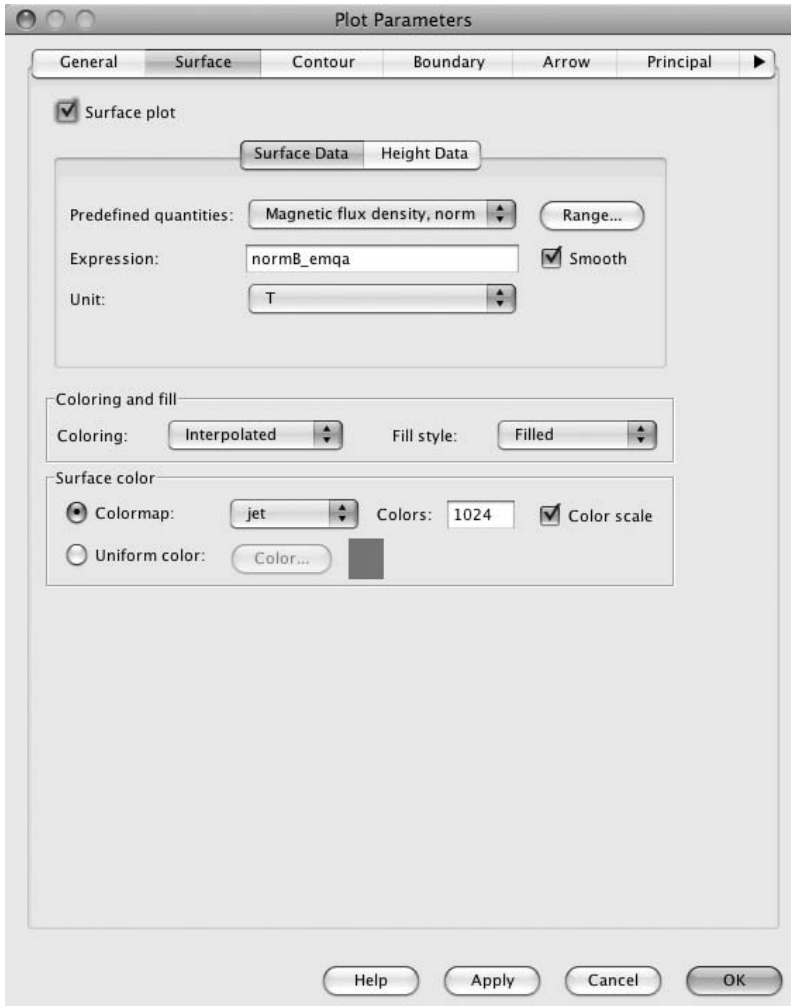 Plot Parameters
General Surface Contour Boundary Arrow Principal
Surface plot
Surface Data Height Data
Predefined quantities: Magnetic flux density, norm Range...
Expression: normB_emqa Smooth
Unit: T
Coloring and fill
Coloring: Interpolated Fill style: Filled
Surface color
Colormap: jet Colors: 1024 Color scale
Uniform color: Color...
Help Apply Cancel OK